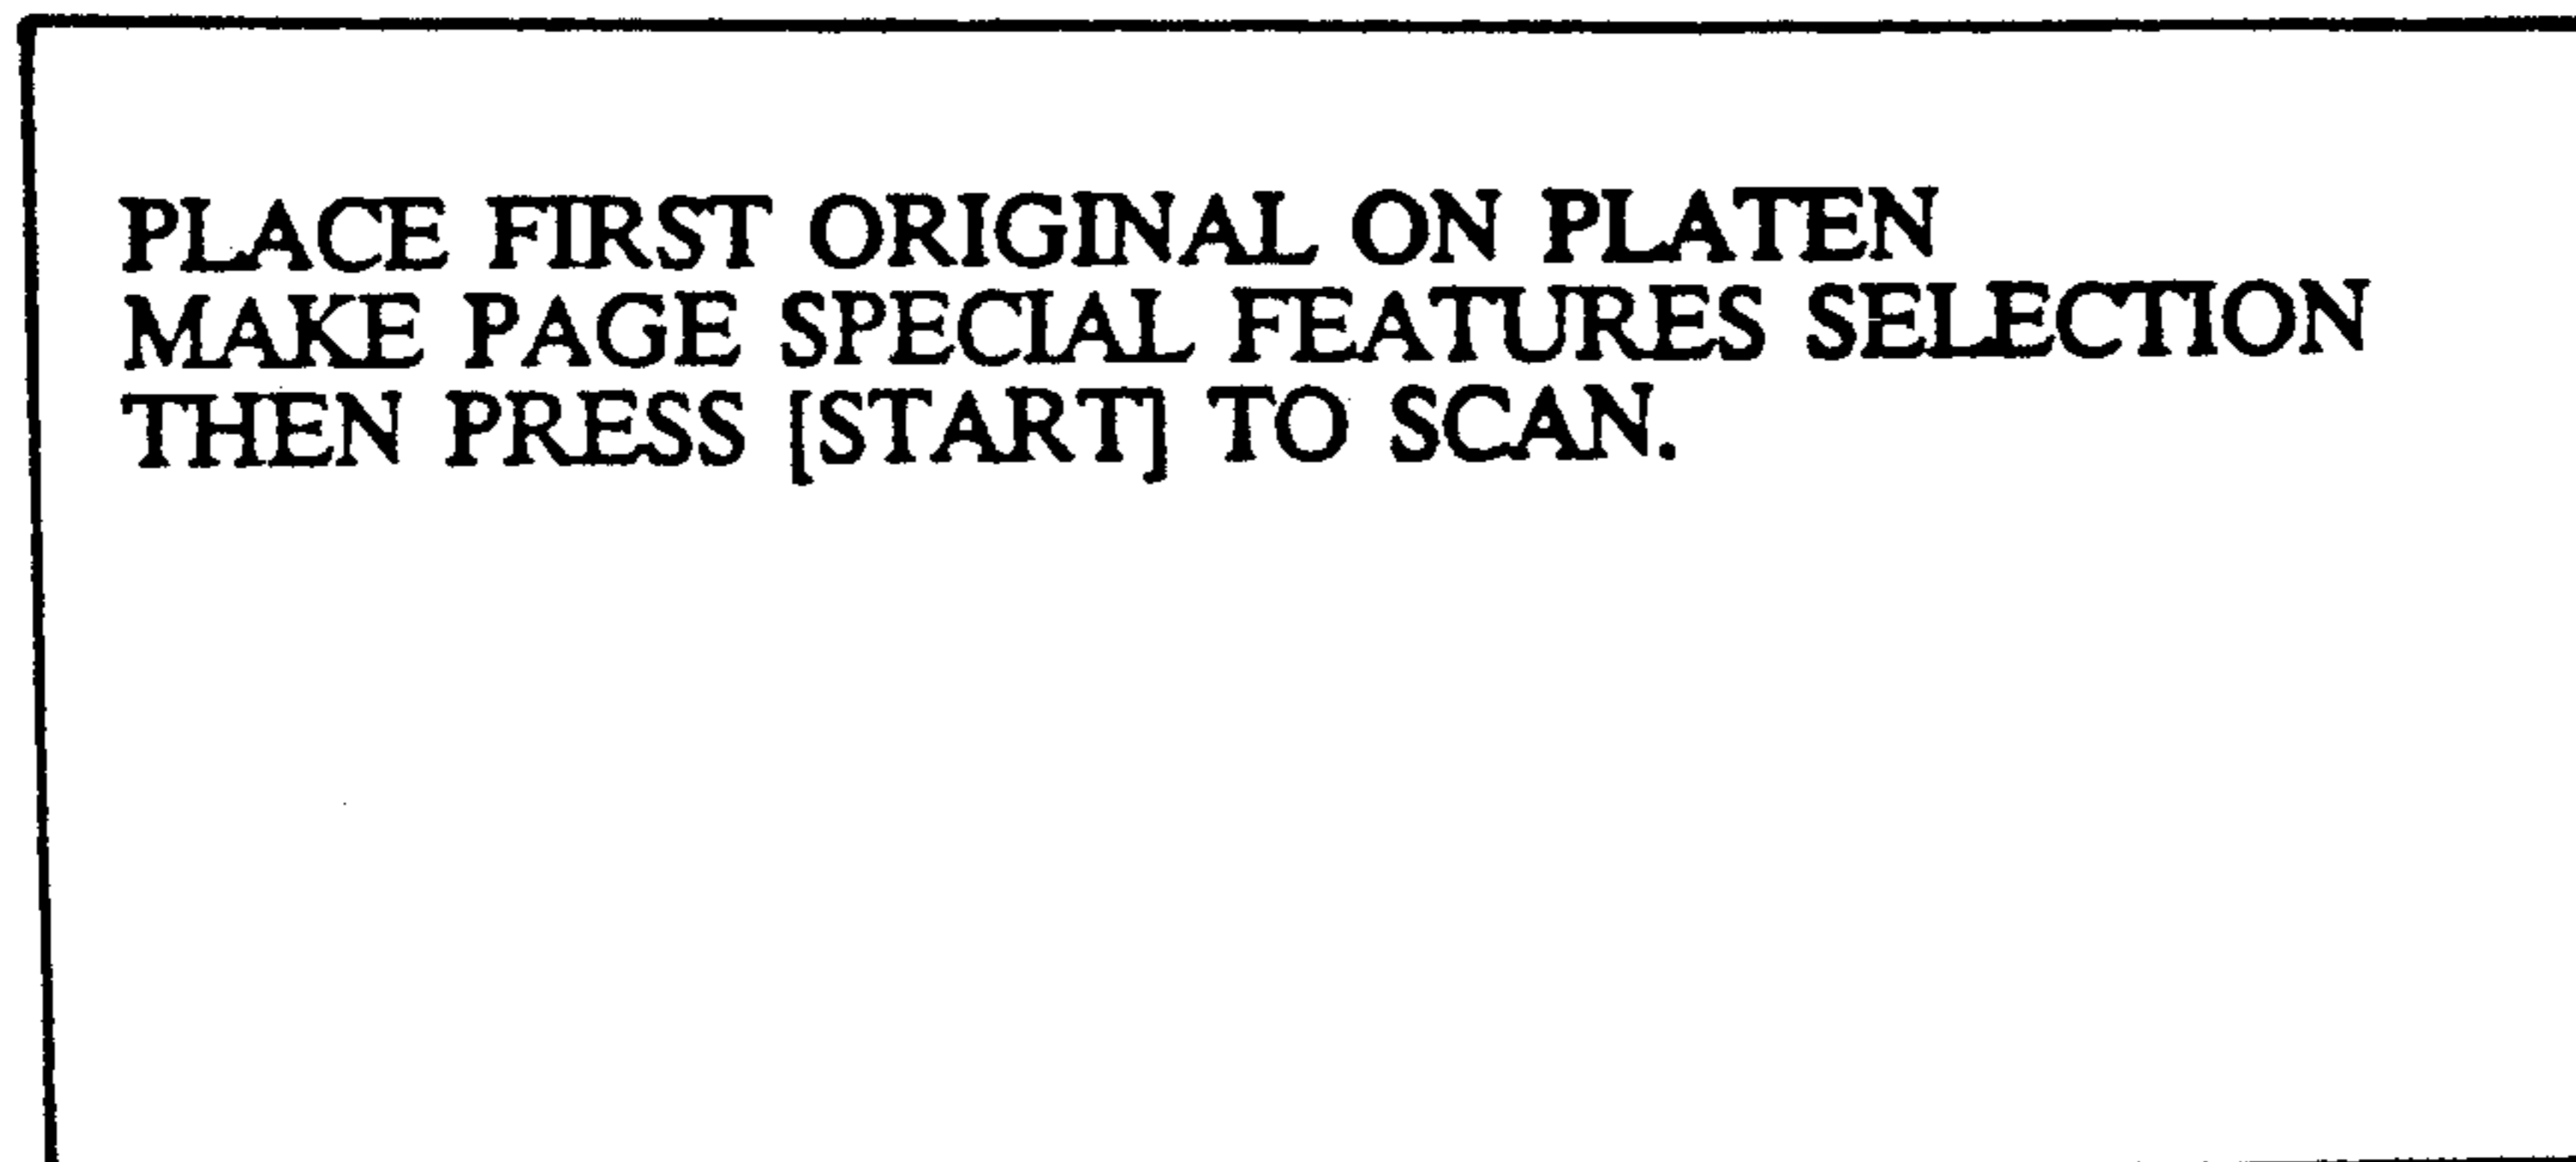 PLACE FIRST ORIGINAL ON PLATEN
MAKE PAGE SPECIAL FEATURES SELECTION
THEN PRESS [START] TO SCAN.